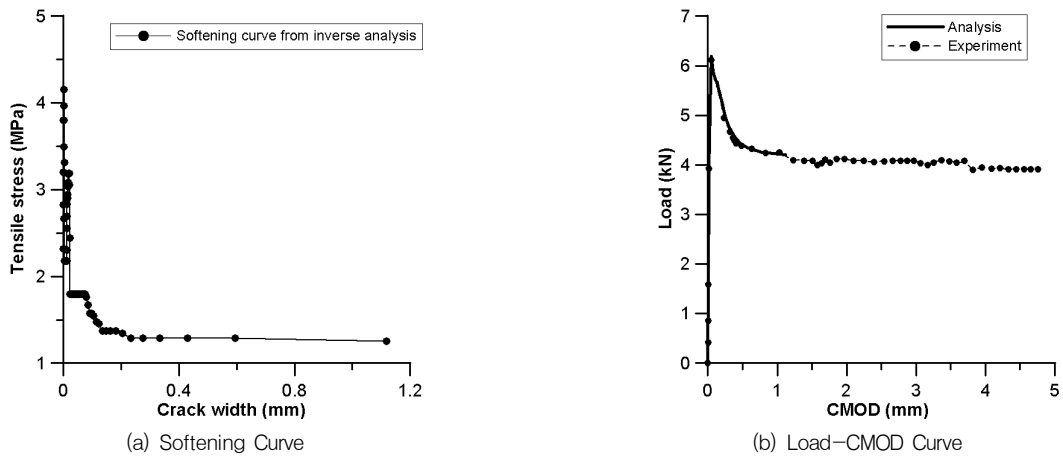 5
4
3
2
1
Tensile stress (MPa)
Softening curve from inverse analysis
0
0.4
0.8
1.2
Crack width (mm)
(a) Softening Curve
7
6
5
4
3
2
1
0
Load (kN)
Analysis
Experiment
0
1
2
3
4
5
CMOD (mm)
(b) Load-CMOD Curve